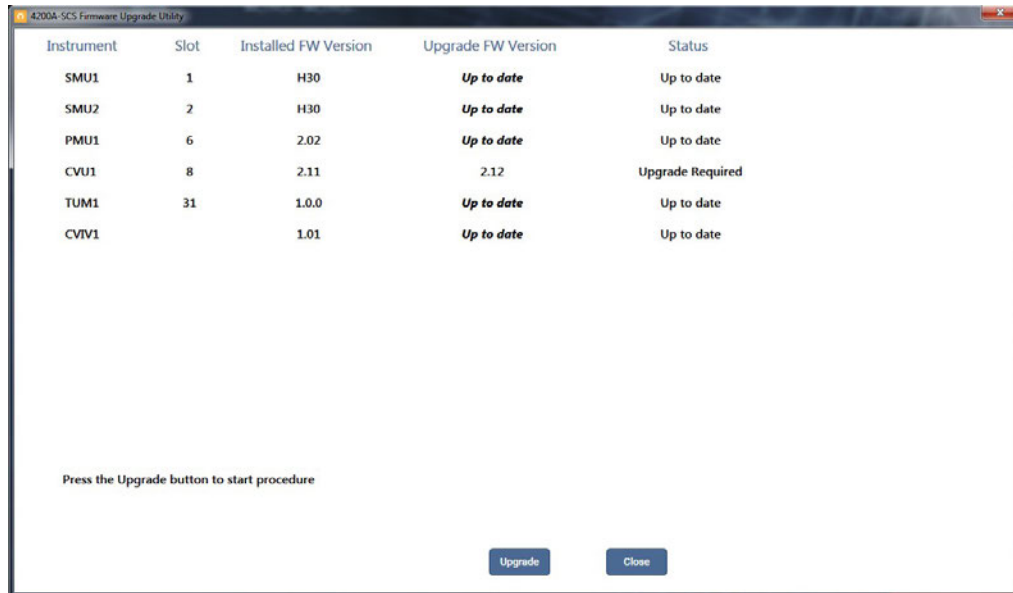 4200A-SCS Firmware Upgrade Utility
Instrument Slot Installed FW Version Upgrade FW Version Status
SMU1 1 H30 Up to date Up to date
SMU2 2 H30 Up to date Up to date
PMU1 6 2.02 Up to date Up to date
CVU1 8 2.11 2.12 Upgrade Required
TUM1 31 1.0.0 Up to date Up to date
CVIV1 1.01 Up to date Up to date
Press the Upgrade button to start procedure
Upgrade Close